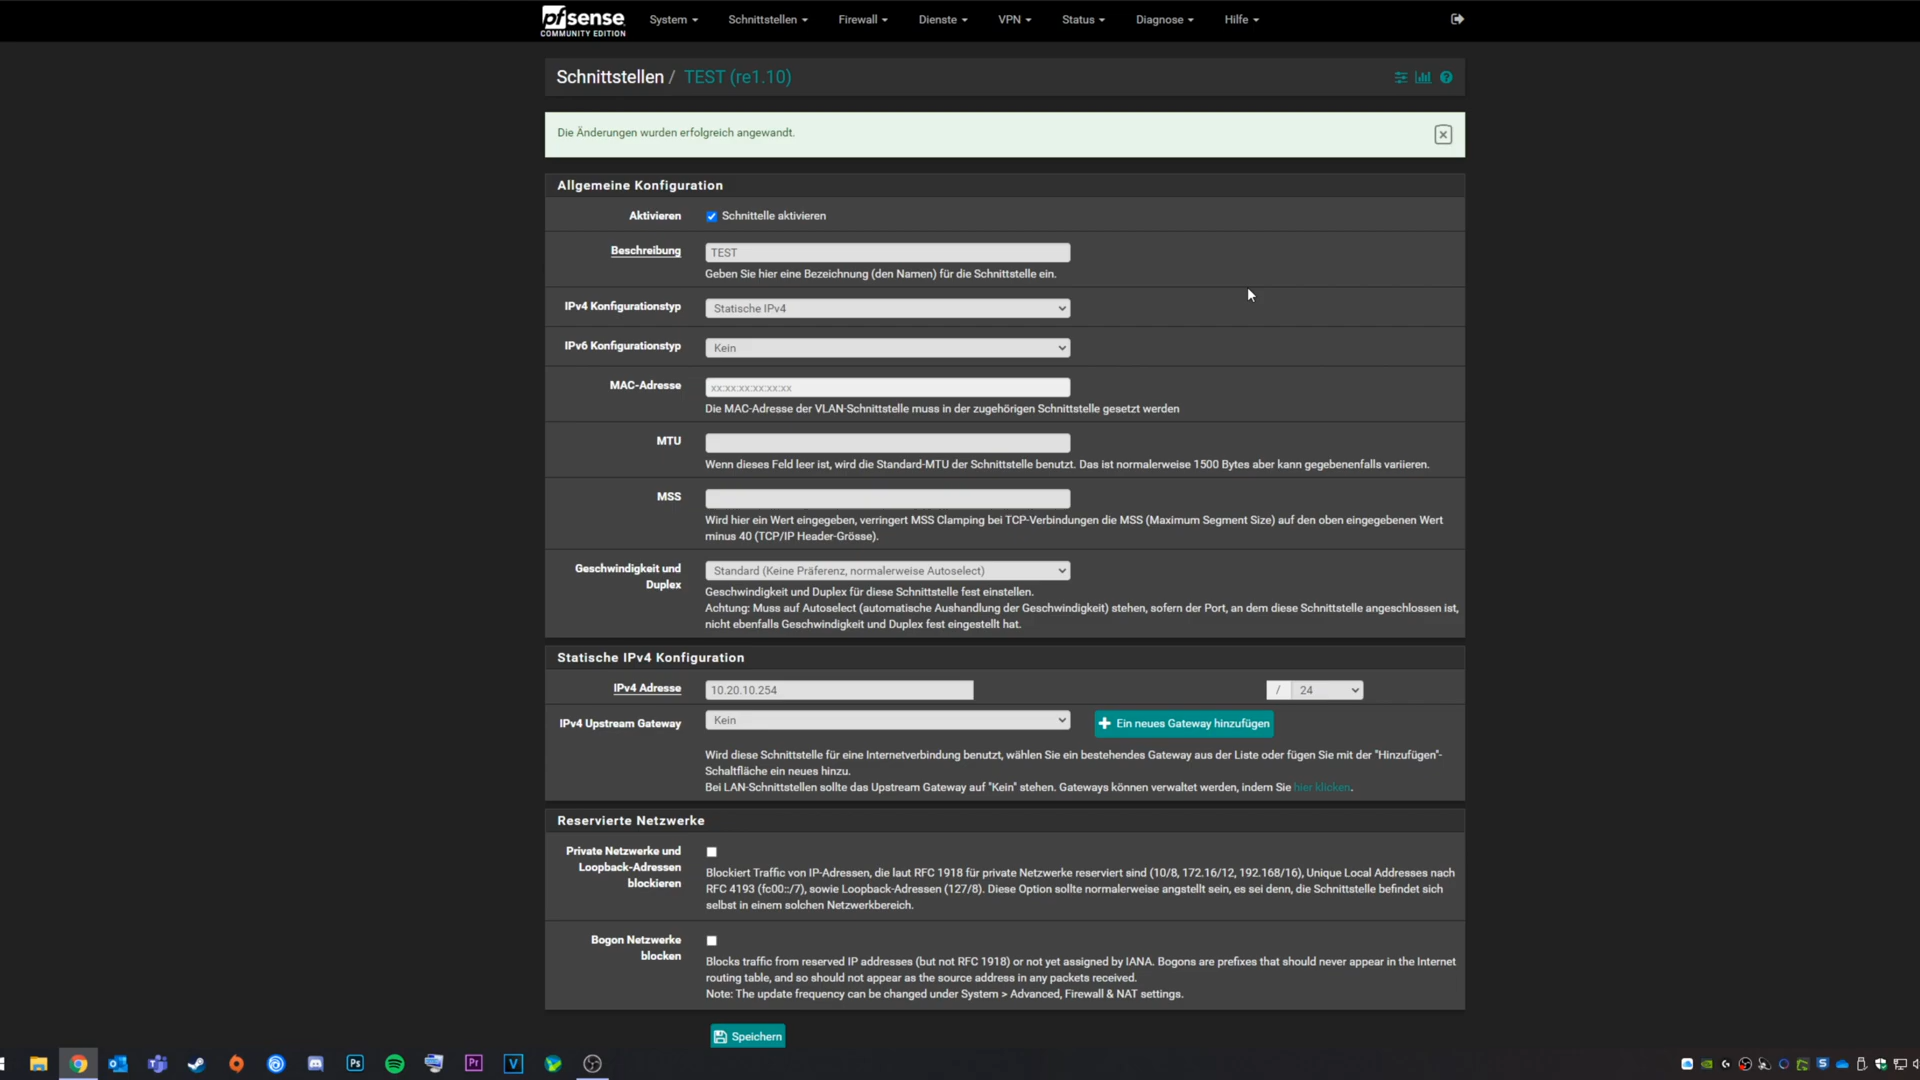 pfsense
COMMUNITY EDITION
System
Schnittstellen
Firewall
Dienste
VPN
Status
Diagnose
Hilfe
Schnittstellen / TEST (re1.10)
Die Änderungen wurden erfolgreich angewandt.
Allgemeine Konfiguration
Aktivieren
Schnittelle aktivieren
Beschreibung
TEST
Geben Sie hier eine Bezeichnung (den Namen) für die Schnittstelle ein.
IPv4 Konfigurationstyp
Statische IPv4
IPv6 Konfigurationstyp
Kein
MAC-Adresse
xx:xx:xx:xx:xx:xx
Die MAC-Adresse der VLAN-Schnittstelle muss in der zugehörigen Schnittstelle gesetzt werden
MTU
Wenn dieses Feld leer ist, wird die Standard-MTU der Schnittstelle benutzt. Das ist normalerweise 1500 Bytes aber kann gegebenenfalls variieren.
MSS
Wird hier ein Wert eingegeben, verringert MSS Clamping bei TCP-Verbindungen die MSS (Maximum Segment Size) auf den oben eingegebenen Wert
minus 40 (TCP/IP Header-Grösse).
Geschwindigkeit und
Duplex
Standard (Keine Präferenz, normalerweise Autoselect)
Geschwindigkeit und Duplex für diese Schnittstelle fest einstellen.
Achtung: Muss auf Autoselect (automatische Aushandlung der Geschwindigkeit) stehen, sofern der Port, an dem diese Schnittstelle angeschlossen ist,
nicht ebenfalls Geschwindigkeit und Duplex fest eingestellt hat.
Statische IPv4 Konfiguration
IPv4 Adresse
10.20.10.254
/ 24
IPv4 Upstream Gateway
Kein
Ein neues Gateway hinzufügen
Wird diese Schnittstelle für eine Internetverbindung benutzt, wählen Sie ein bestehendes Gateway aus der Liste oder fügen Sie mit der "Hinzufügen"-
Schaltfläche ein neues hinzu.
Bei LAN-Schnittstellen sollte das Upstream Gateway auf "Kein" stehen. Gateways können verwaltet werden, indem Sie hier klicken.
Reservierte Netzwerke
Private Netzwerke und
Loopback-Adressen
blockieren
Blockiert Traffic von IP-Adressen, die laut RFC 1918 für private Netzwerke reserviert sind (10/8, 172.16/12, 192.168/16), Unique Local Addresses nach
RFC 4193 (fc00::/7), sowie Loopback-Adressen (127/8). Diese Option sollte normalerweise angstellt sein, es sei denn, die Schnittstelle befindet sich
selbst in einem solchen Netzwerkbereich.
Bogon Netzwerke
blocken
Blocks traffic from reserved IP addresses (but not RFC 1918) or not yet assigned by IANA. Bogons are prefixes that should never appear in the Internet
routing table, and so should not appear as the source address in any packets received.
Note: The update frequency can be changed under System > Advanced, Firewall & NAT settings.
Speichern
Ps
Pr
V